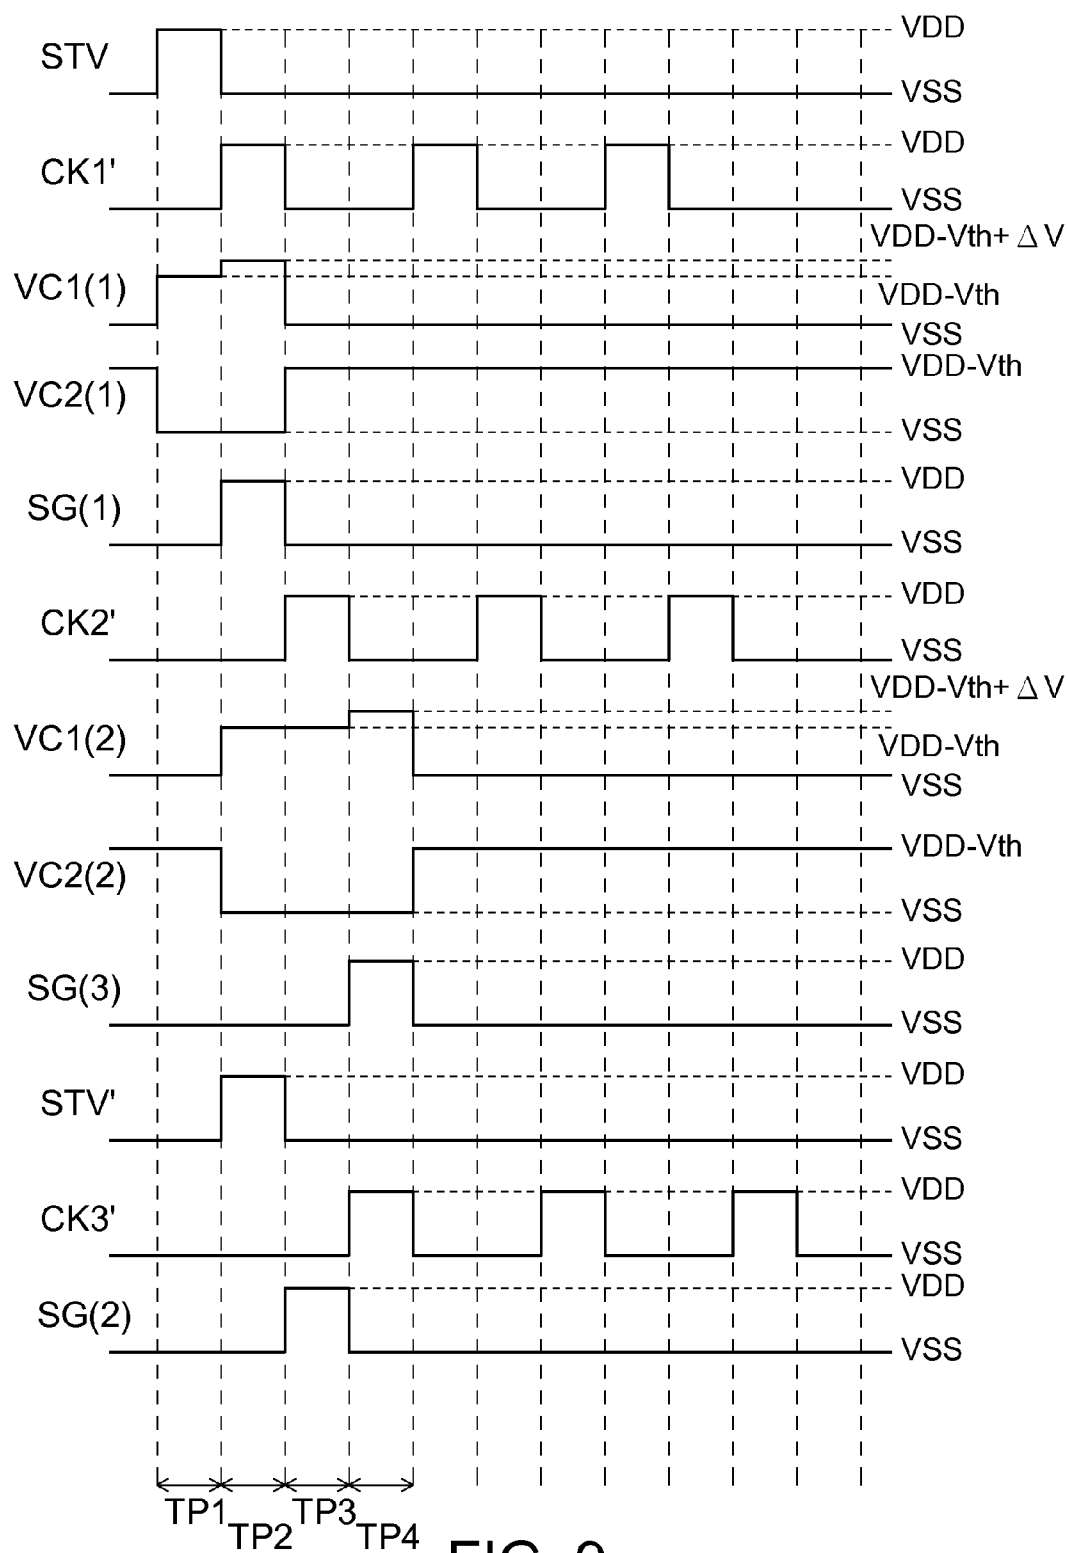 STV VDD
VSS
CK1' VDD
VSS
VC1(1) VDD-Vth+ΔV
VDD-Vth
VSS
VC2(1) VDD-Vth
VSS
SG(1) VDD
VSS
CK2' VDD
VSS
VC1(2) VDD-Vth+ΔV
VDD-Vth
VSS
VC2(2) VDD-Vth
VSS
SG(3) VDD
VSS
STV' VDD
VSS
CK3' VDD
VSS
SG(2) VDD
VSS
TP1 TP3
TP2 TP4